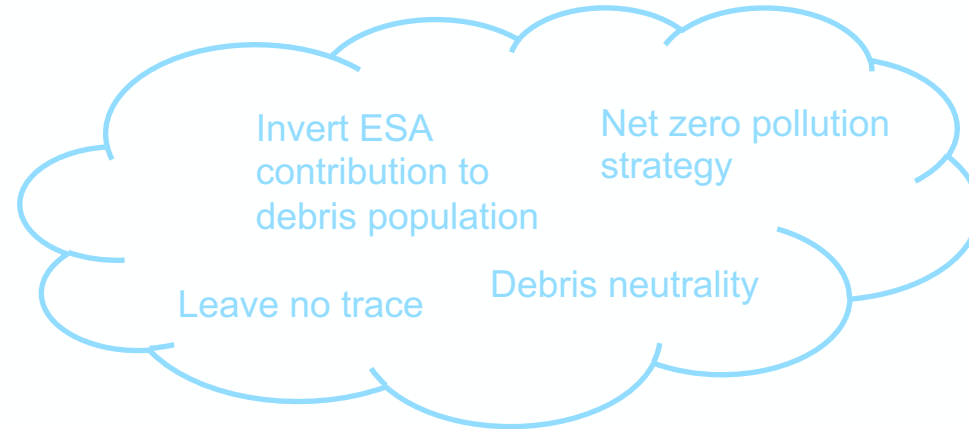 Invert ESA
contribution to
debris population
Net zero pollution
strategy
Leave no trace
Debris neutrality